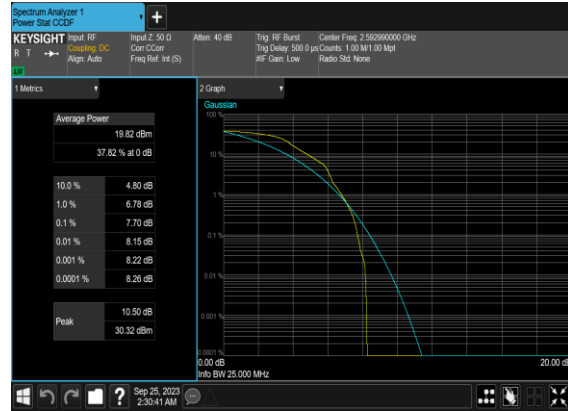 Spectrum Analyzer 1
Power Stat CCDF
KEYSIGHT
R T
Input: RF
Coupling: DC
Align: Auto
Input Z: 50 Ω
Corr CCorr
Freq Ref: Int (S)
Atten: 40 dB
Trig: RF Burst
Trig Delay: 500.0 µs
#IF Gain: Low
Center Freq: 2.592990000 GHz
Counts: 1.00 M/1.00 Mpt
Radio Std: None
1 Metrics
Average Power
19.82 dBm
37.82 % at 0 dB
10.0 % 4.80 dB
1.0 % 6.78 dB
0.1 % 7.70 dB
0.01 % 8.15 dB
0.001 % 8.22 dB
0.0001 % 8.26 dB
Peak
10.50 dB
30.32 dBm
2 Graph
Gaussian
100 %
10 %
1 %
0.1 %
0.01 %
0.001 %
0.0001 %
0.00 dB
20.00 dB
Info BW 25.000 MHz
?
Sep 25, 2023
2:30:41 AM